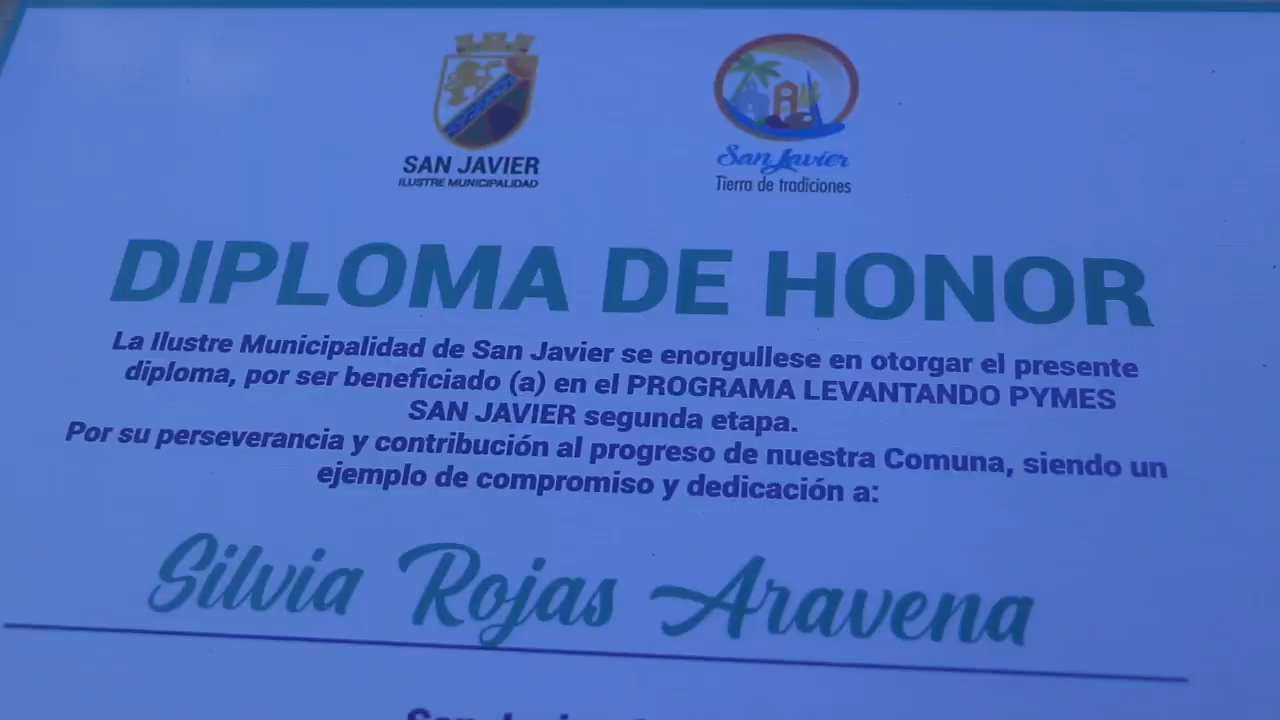 SAN JAVIER
ILUSTRE MUNICIPALIDAD
San Javier
Tierra de tradiciones
DIPLOMA DE HONOR
La Ilustre Municipalidad de San Javier se enorgullese en otorgar el presente
diploma, por ser beneficiado (a) en el PROGRAMA LEVANTANDO PYMES
SAN JAVIER segunda etapa.
Por su perseverancia y contribución al progreso de nuestra Comuna, siendo un
ejemplo de compromiso y dedicación a:
Silvia Rojas Aravena